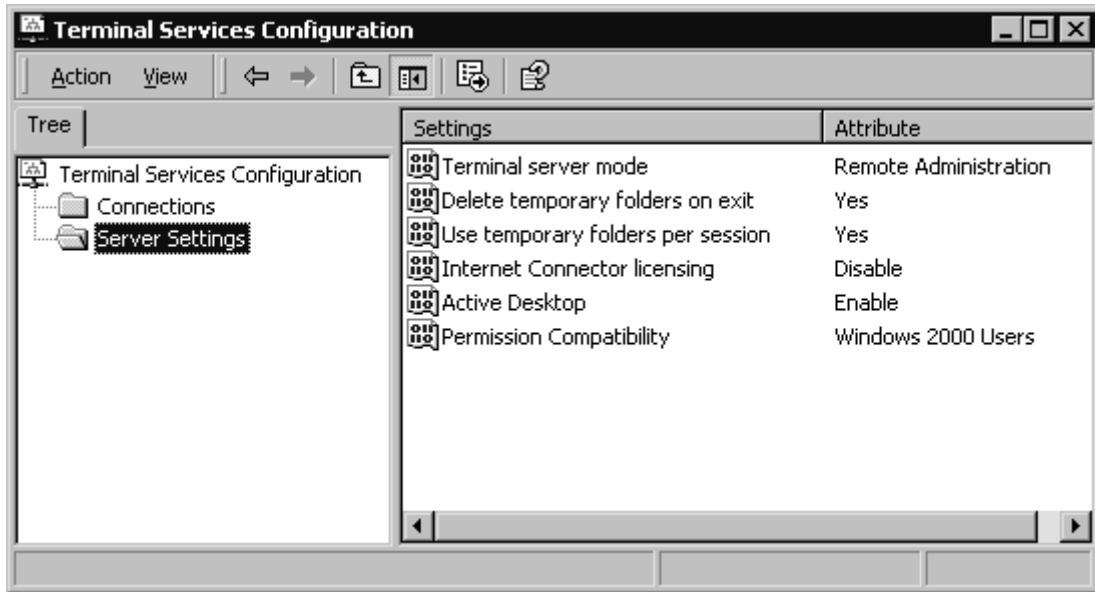 Terminal Services Configuration
Action View
Tree
Terminal Services Configuration
Connections
Server Settings
Settings Attribute
Terminal server mode Remote Administration
Delete temporary folders on exit Yes
Use temporary folders per session Yes
Internet Connector licensing Disable
Active Desktop Enable
Permission Compatibility Windows 2000 Users